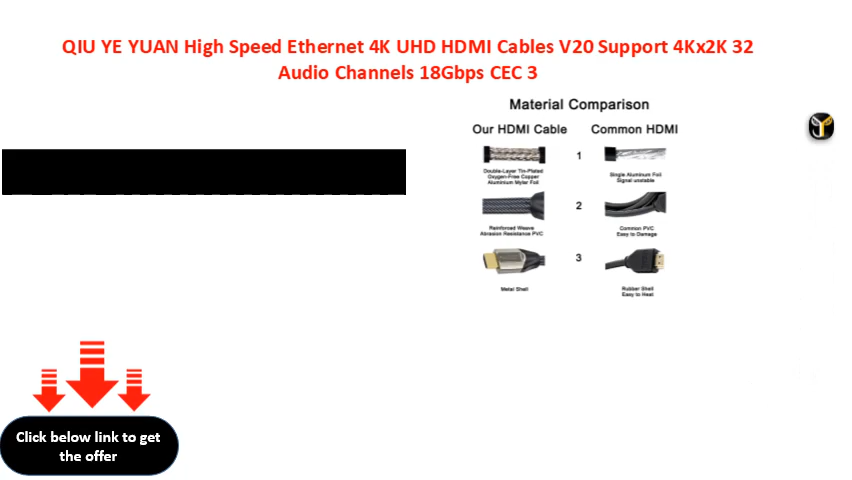 QIU YE YUAN High Speed Ethernet 4K UHD HDMI Cables V20 Support 4Kx2K 32
Audio Channels 18Gbps CEC 3
Material Comparison
Our HDMI Cable Common HDMI
1
Double-Layer Tin-Plated
Oxygen-Free Copper
Aluminium Mylar Foil
Single Aluminum Foil
Signal unstable
2
Reinforced Weave
Abrasion Resistance PVC
Common PVC
Easy to Damage
3
Metal Shell
Rubber Shell
Easy to Heat
Click below link to get
the offer